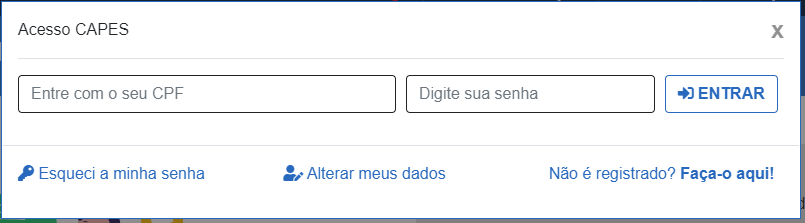 Acesso CAPES
x
Entre com o seu CPF
Digite sua senha
ENTRAR
Esqueci a minha senha
Alterar meus dados
Não é registrado? Faça-o aqui!